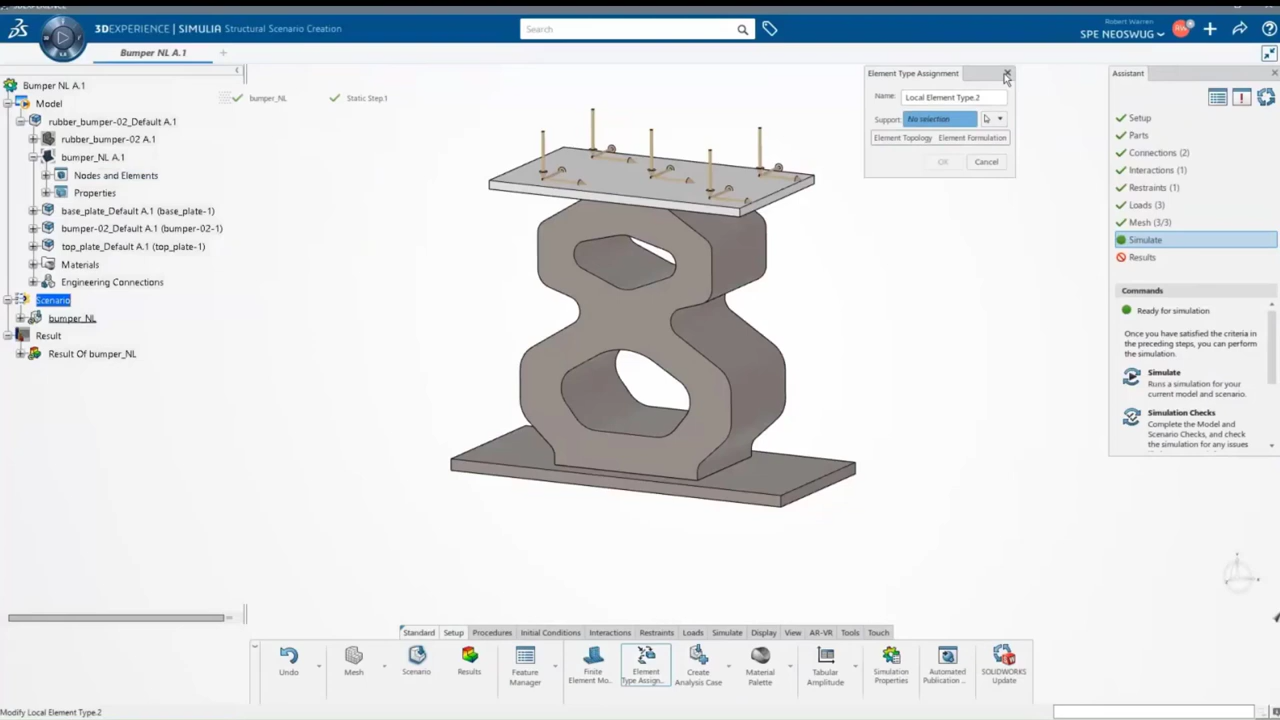 3DEXPERIENCE
3DEXPERIENCE | SIMULIA Structural Scenario Creation
Search
Robert Warren
SPE NEOSWUG
RW
Bumper NL A.1
Bumper NL A.1
Model
rubber_bumper-02_Default A.1
rubber_bumper-02 A.1
bumper_NL A.1
Nodes and Elements
Properties
base_plate_Default A.1 (base_plate-1)
bumper-02_Default A.1 (bumper-02-1)
top_plate_Default A.1 (top_plate-1)
Materials
Engineering Connections
Scenario
bumper_NL
Result
Result Of bumper_NL
bumper_NL
Static Step.1
Element Type Assignment
Name: Local Element Type.2
Support: No selection
Element Topology Element Formulation
OK Cancel
Assistant
Setup
Parts
Connections (2)
Interactions (1)
Restraints (1)
Loads (3)
Mesh (3/3)
Simulate
Results
Commands
Ready for simulation
Once you have satisfied the criteria in
the preceding steps, you can perform
the simulation.
Simulate
Runs a simulation for your
current model and scenario.
Simulation Checks
Complete the Model and
Scenario Checks, and check
the simulation for any issues
Standard Setup Procedures Initial Conditions Interactions Restraints Loads Simulate Display View AR-VR Tools Touch
Undo
Mesh
Scenario
Results
Feature
Manager
Finite
Element Mo..
Element
Type Assign...
Create
Analysis Case
Material
Palette
Tabular
Amplitude
Simulation
Properties
Automated
Publication ...
SOLIDWORKS
Update
Modify Local Element Type.2